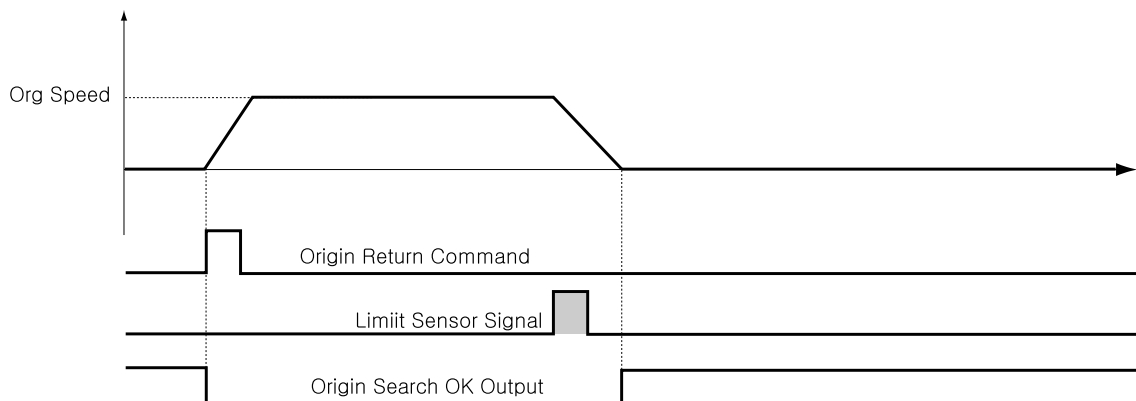 Org Speed
Origin Return Command
Limiit Sensor Signal
Origin Search OK Output